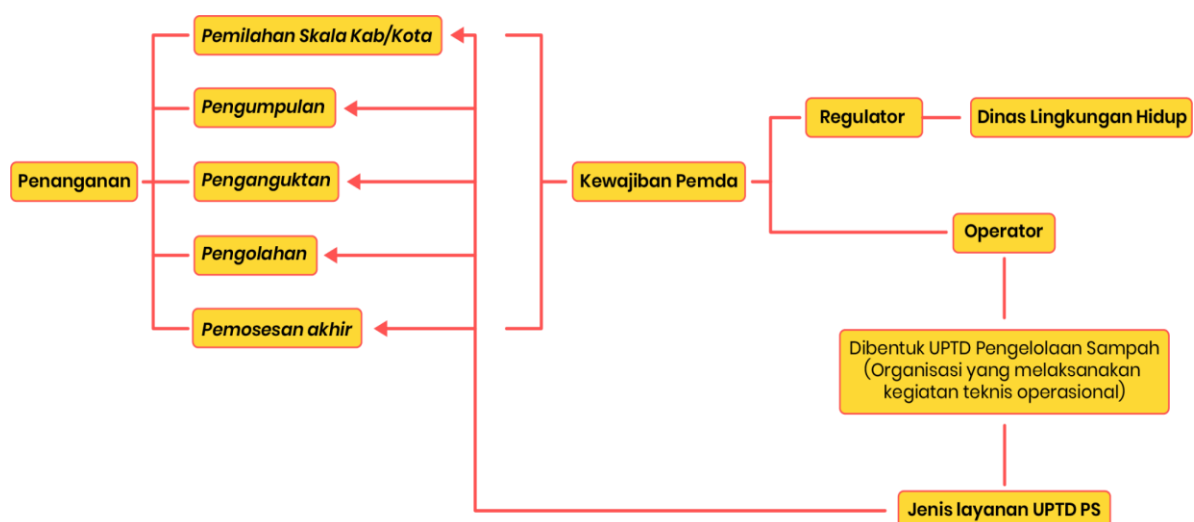 Penanganan
Pemilahan Skala Kab/Kota
Pengumpulan
Penganguktan
Pengolahan
Pemosesan akhir
Kewajiban Pemda
Regulator
Dinas Lingkungan Hidup
Operator
Dibentuk UPTD Pengelolaan Sampah
(Organisasi yang melaksanakan
kegiatan teknis operasional)
Jenis layanan UPTD PS